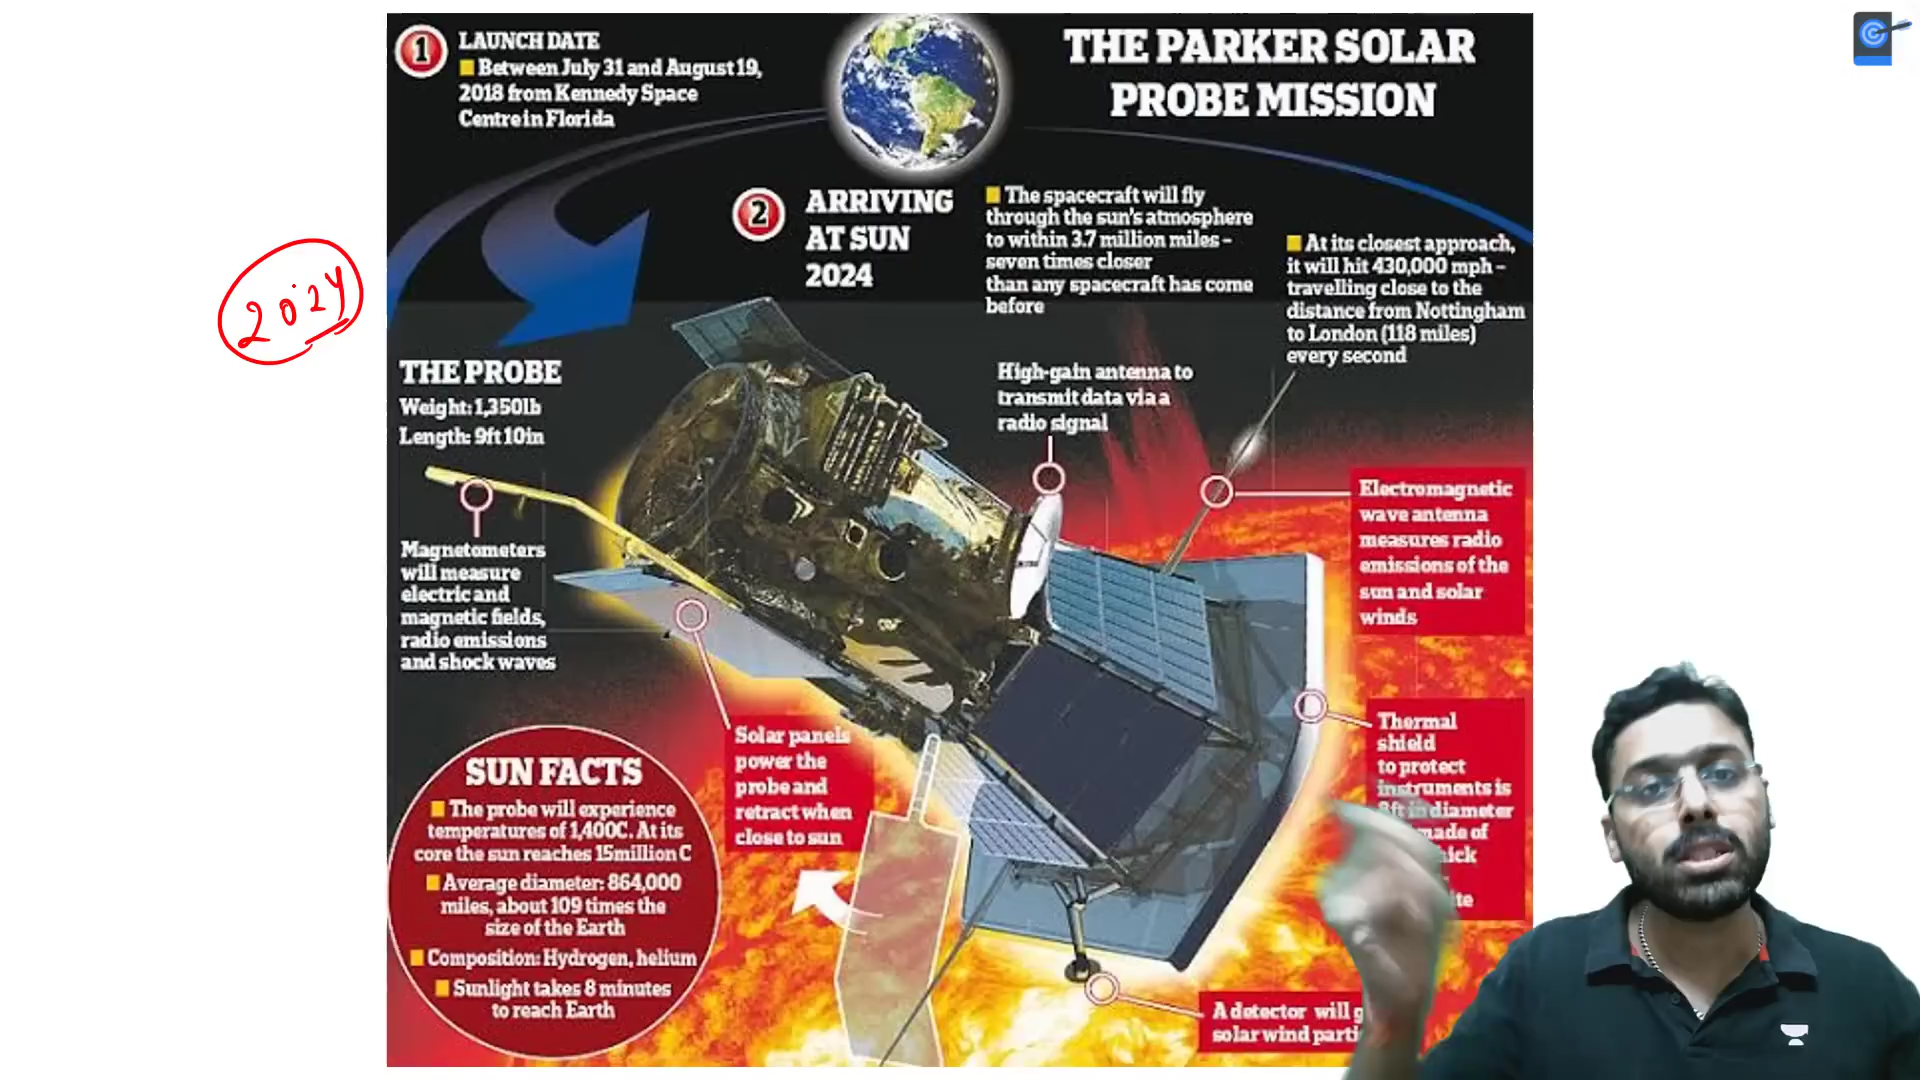 1
LAUNCH DATE
Between July 31 and August 19,
2018 from Kennedy Space
Centre in Florida
THE PARKER SOLAR
PROBE MISSION
2
ARRIVING
AT SUN
2024
The spacecraft will fly
through the sun's atmosphere
to within 3.7 million miles –
seven times closer
than any spacecraft has come
before
At its closest approach,
it will hit 430,000 mph –
travelling close to the
distance from Nottingham
to London (118 miles)
every second
2024
THE PROBE
Weight: 1,350lb
Length: 9ft 10in
High-gain antenna to
transmit data via a
radio signal
Electromagnetic
wave antenna
measures radio
emissions of the
sun and solar
winds
Magnetometers
will measure
electric and
magnetic fields,
radio emissions
and shock waves
Solar panels
power the
probe and
retract when
close to sun
Thermal
shield
to protect
instruments is
8ft in diameter
made of
SUN FACTS
The probe will experience
temperatures of 1,400C. At its
core the sun reaches 15million C
Average diameter: 864,000
miles, about 109 times the
size of the Earth
Composition: Hydrogen, helium
Sunlight takes 8 minutes
to reach Earth
A detector will
solar wind